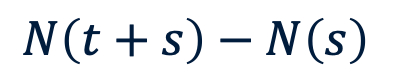 N(t + s) − N(s)